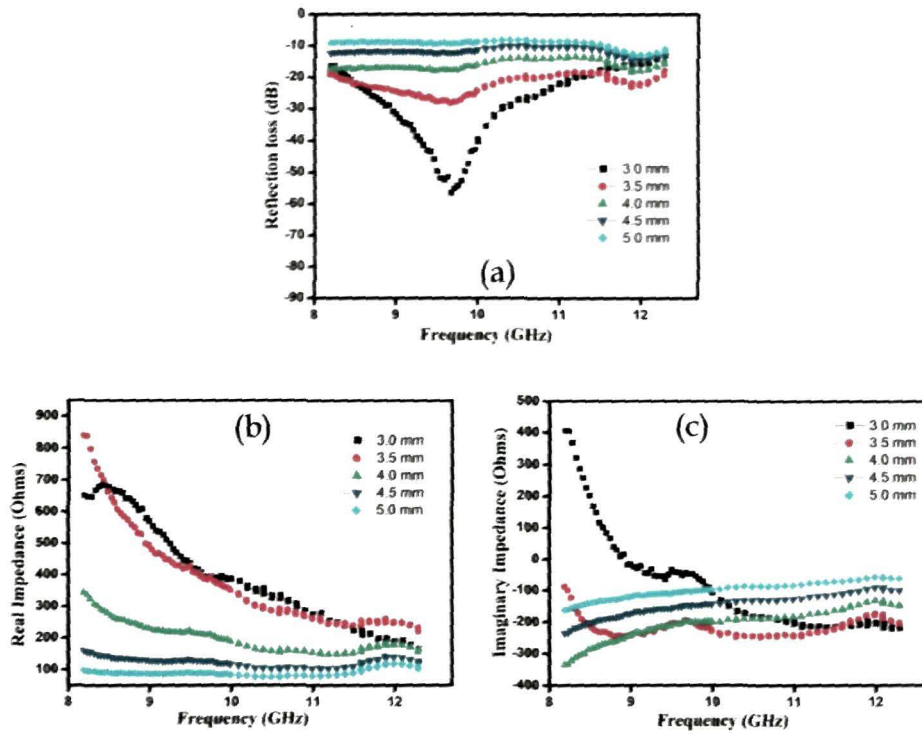 0
-10
-20
-30
-40
-50
-60
-70
-80
-90
Reflection loss (dB)
3.0 mm
3.5 mm
4.0 mm
4.5 mm
5.0 mm
(a)
8 9 10 11 12
Frequency (GHz)
900
800
700
600
500
400
300
200
100
Real Impedance (Ohms)
(b)
3.0 mm
3.5 mm
4.0 mm
4.5 mm
5.0 mm
8 9 10 11 12
Frequency (GHz)
500
400
300
200
100
0
-100
-200
-300
-400
Imaginary Impedance (Ohms)
(c)
3.0 mm
3.5 mm
4.0 mm
4.5 mm
5.0 mm
8 9 10 11 12
Frequency (GHz)